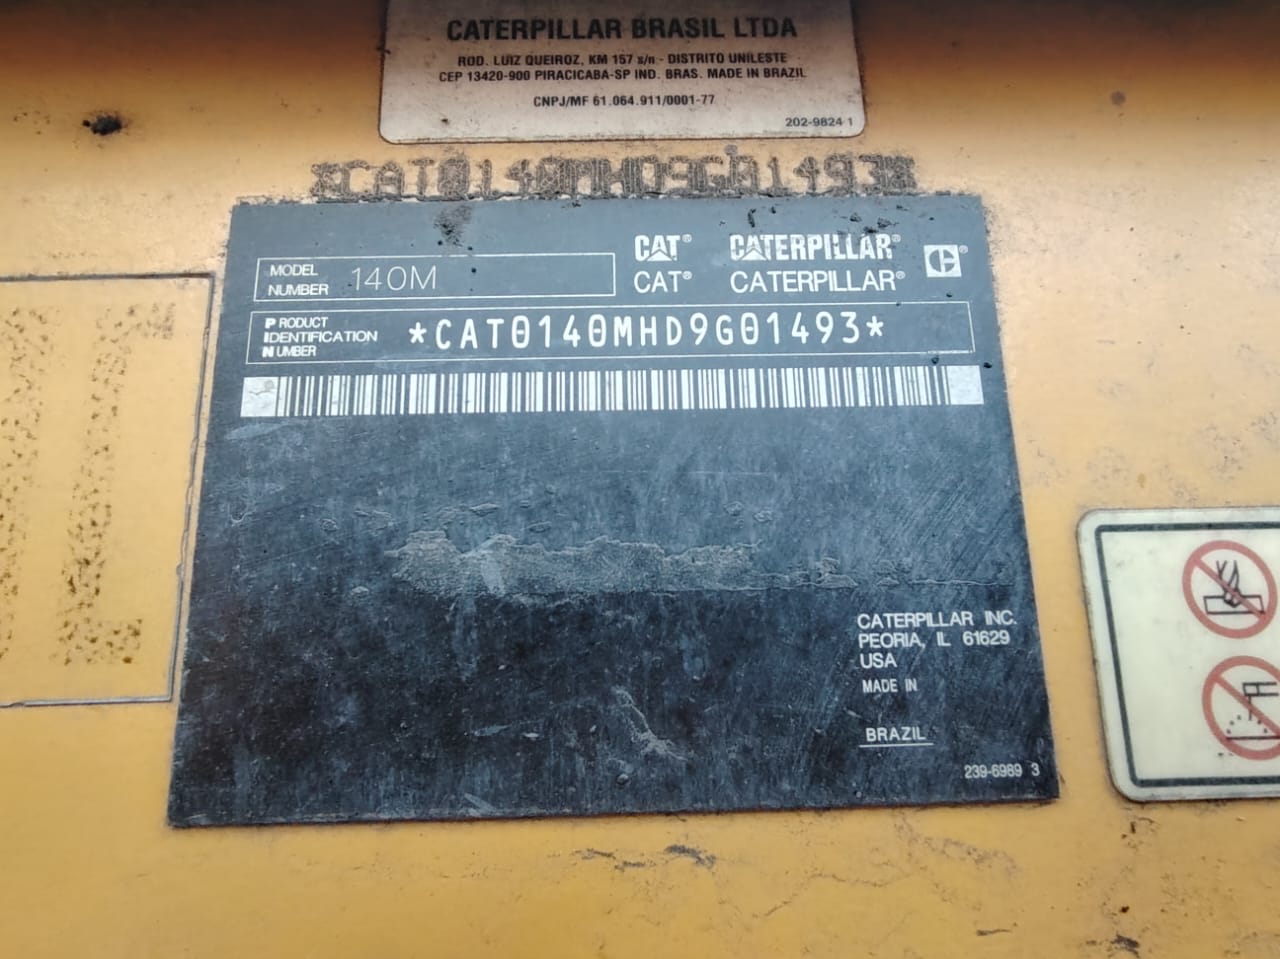 CATERPILLAR BRASIL LTDA
ROD. LUIZ QUEIROZ, KM 157 s/n - DISTRITO UNILESTE
CEP 13420-900 PIRACICABA-SP IND. BRAS. MADE IN BRAZIL
CNPJ/MF 61.064.911/0001-77
202-9824 1
*CAT0140MHD9G01493*
CAT® CATERPILLAR®
MODEL NUMBER 140M
CAT® CATERPILLAR®
PRODUCT IDENTIFICATION NUMBER *CAT0140MHD9G01493*
CATERPILLAR INC.
PEORIA, IL 61629
USA
MADE IN
BRAZIL
239-6989 3